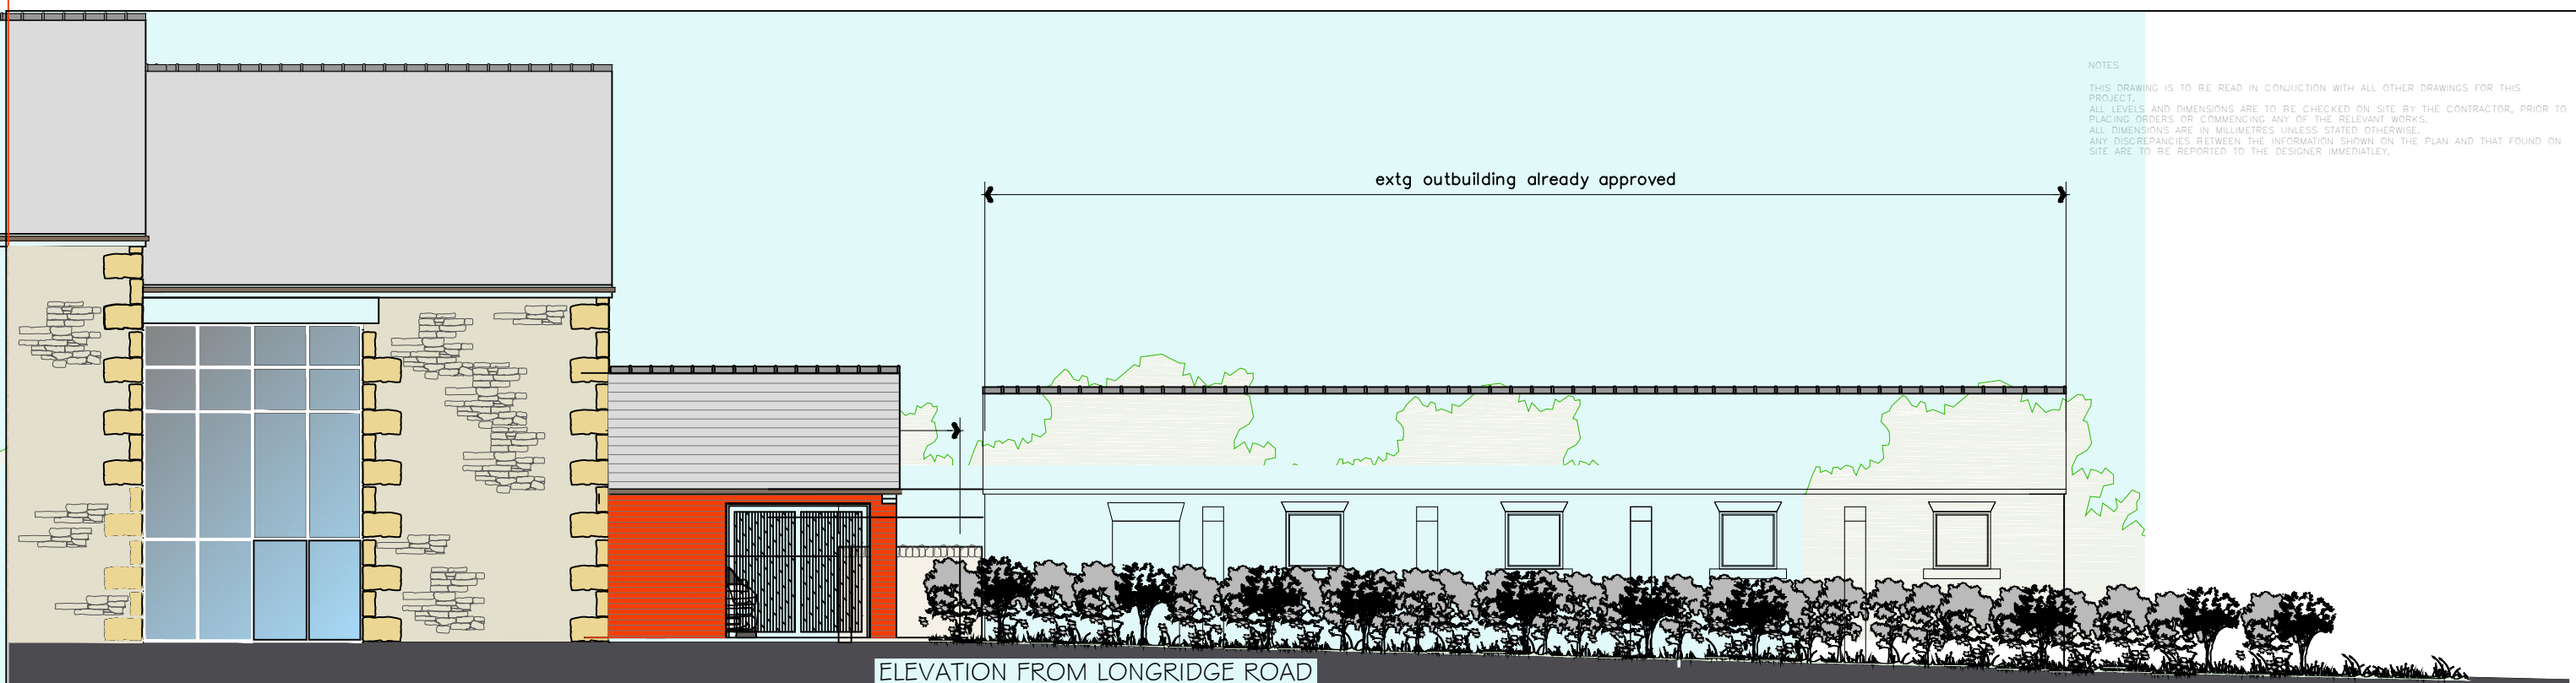 NOTES
THIS DRAWING IS TO BE READ IN CONJUCTION WITH ALL OTHER DRAWINGS FOR THIS
PROJECT.
ALL LEVELS AND DIMENSIONS ARE TO BE CHECKED ON SITE BY THE CONTRACTOR, PRIOR TO
PLACING ORDERS OR COMMENCING ANY OF THE RELEVANT WORKS.
ALL DIMENSIONS ARE IN MILLIMETRES UNLESS STATED OTHERWISE.
ANY DISCREPANCIES BETWEEN THE INFORMATION SHOWN ON THE PLAN AND THAT FOUND ON
SITE ARE TO BE REPORTED TO THE DESIGNER IMMEDIATLEY.
extg outbuilding already approved
ELEVATION FROM LONGRIDGE ROAD